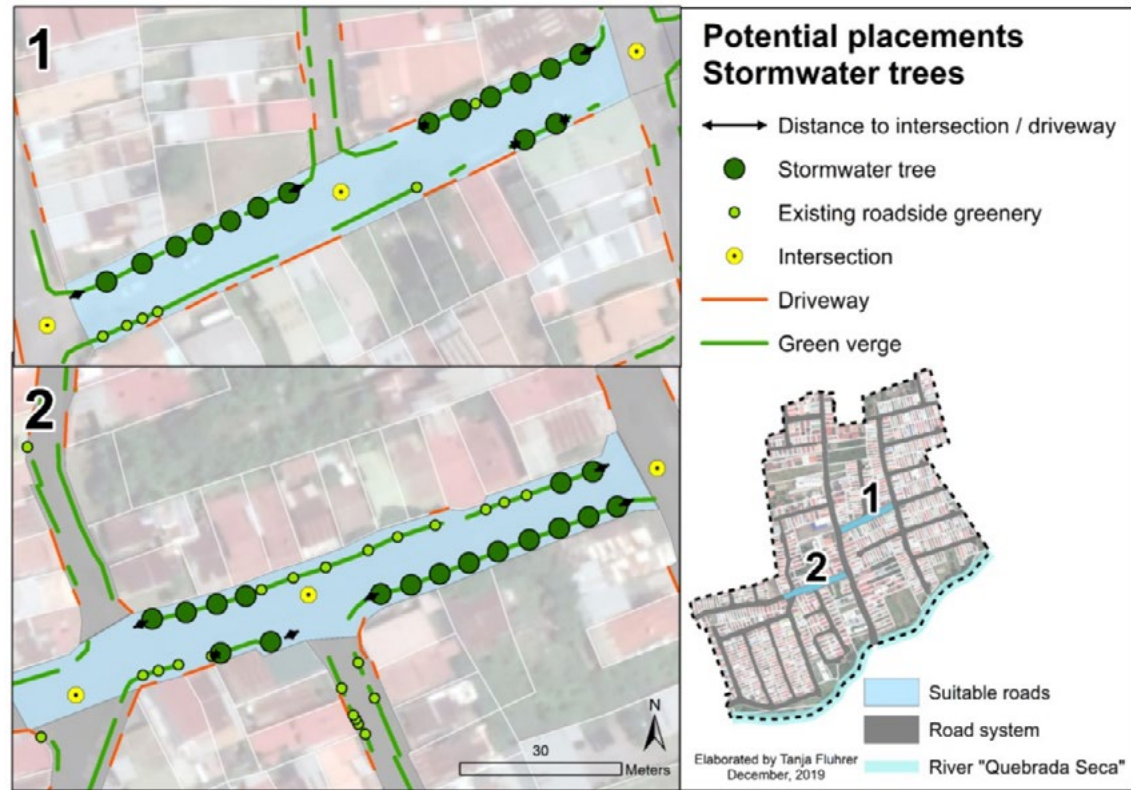 1
2
Potential placements
Stormwater trees
Distance to intersection / driveway
Stormwater tree
Existing roadside greenery
Intersection
Driveway
Green verge
1
2
N
30
Meters
Elaborated by Tanja Fluhrer
December, 2019
Suitable roads
Road system
River "Quebrada Seca"